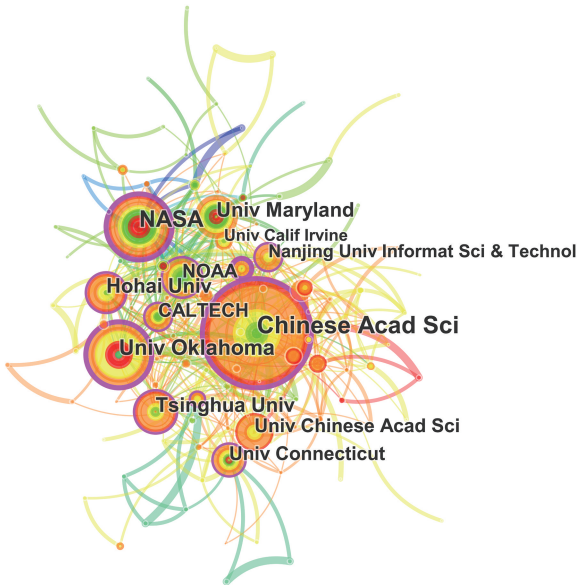 NASA
Univ Maryland
Univ Calif Irvine
Nanjing Univ Informat Sci & Technol
NOAA
Hohai Univ
CALTECH
Chinese Acad Sci
Univ Oklahoma
Tsinghua Univ
Univ Chinese Acad Sci
Univ Connecticut